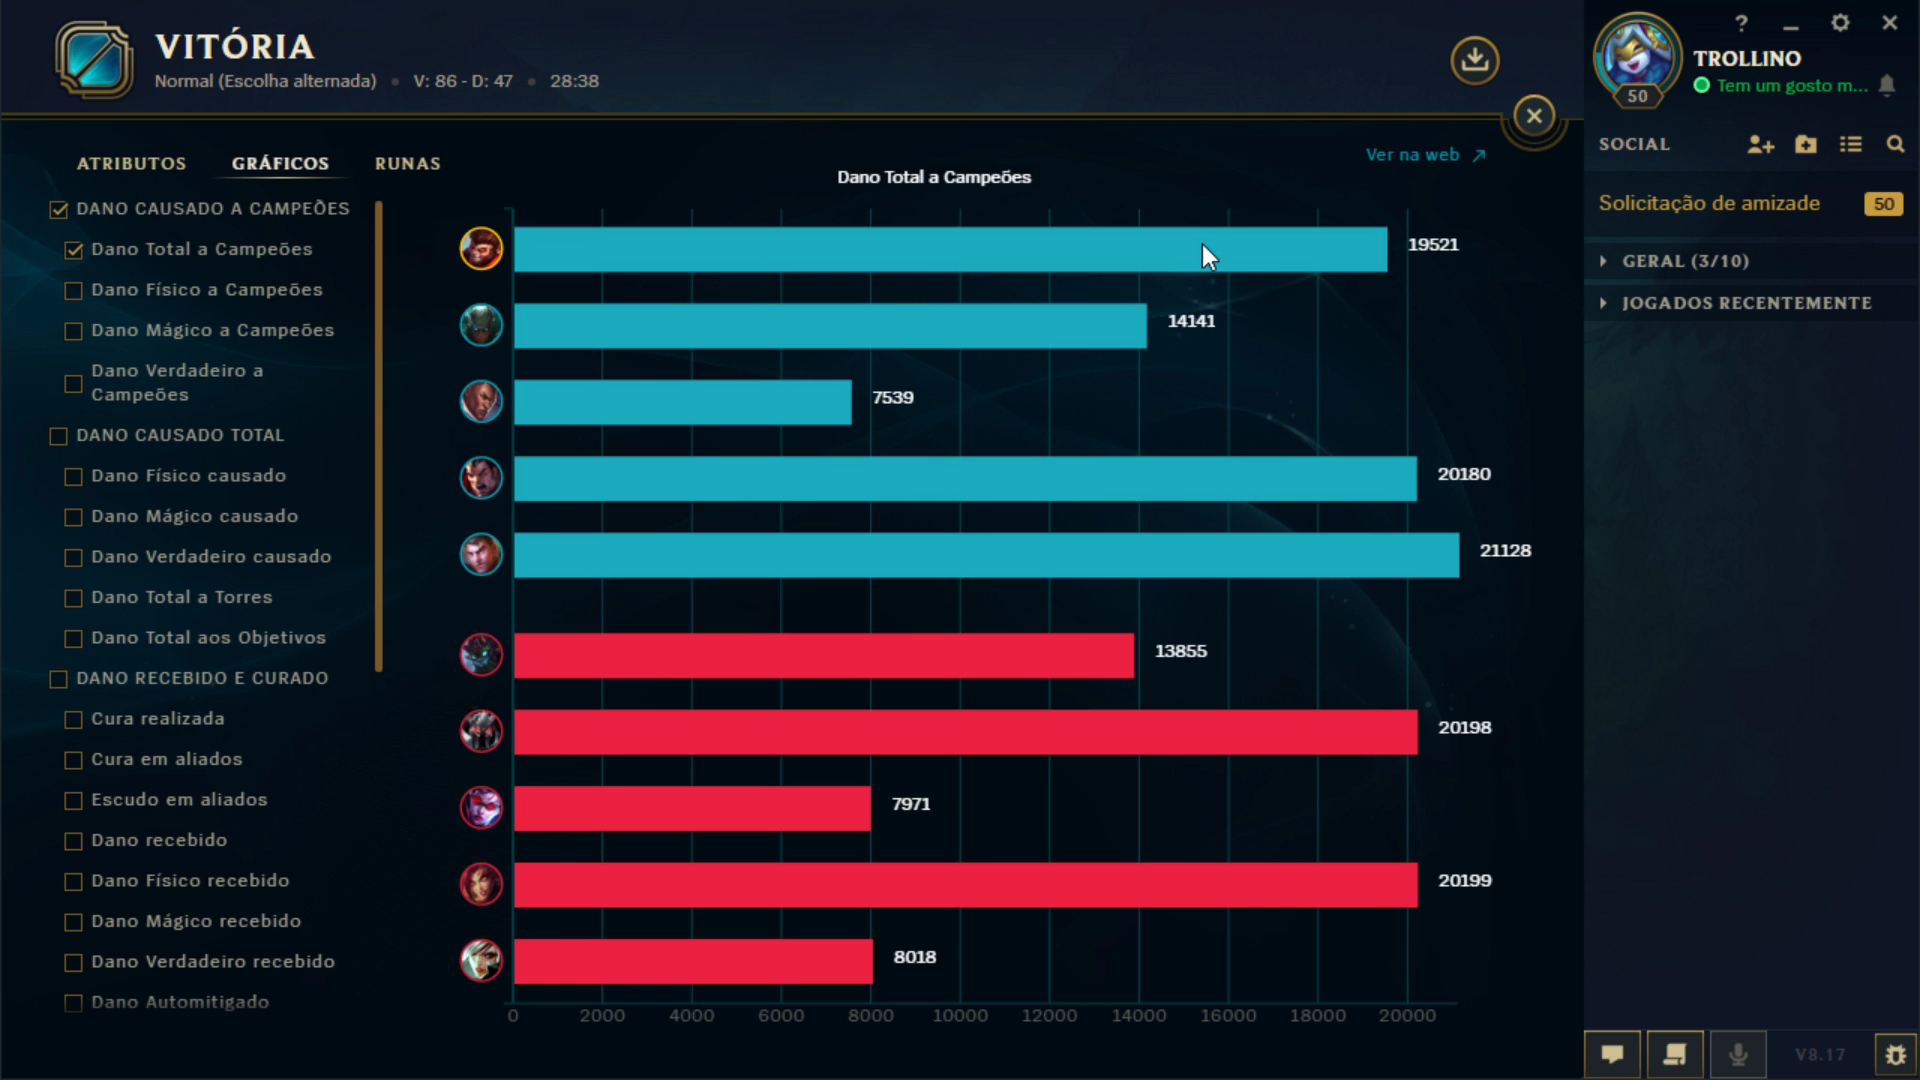 VITÓRIA
Normal (Escolha alternada) • V: 86 - D: 47 • 28:38
?
TROLLINO
Tem um gosto m...
50
ATRIBUTOS
GRÁFICOS
RUNAS
Ver na web
Dano Total a Campeões
DANO CAUSADO A CAMPEÕES
Dano Total a Campeões
Dano Físico a Campeões
Dano Mágico a Campeões
Dano Verdadeiro a
Campeões
DANO CAUSADO TOTAL
Dano Físico causado
Dano Mágico causado
Dano Verdadeiro causado
Dano Total a Torres
Dano Total aos Objetivos
DANO RECEBIDO E CURADO
Cura realizada
Cura em aliados
Escudo em aliados
Dano recebido
Dano Físico recebido
Dano Mágico recebido
Dano Verdadeiro recebido
Dano Automitigado
19521
14141
7539
20180
21128
13855
20198
7971
20199
8018
0 2000 4000 6000 8000 10000 12000 14000 16000 18000 20000
SOCIAL
Solicitação de amizade 50
GERAL (3/10)
JOGADOS RECENTEMENTE
V8.17